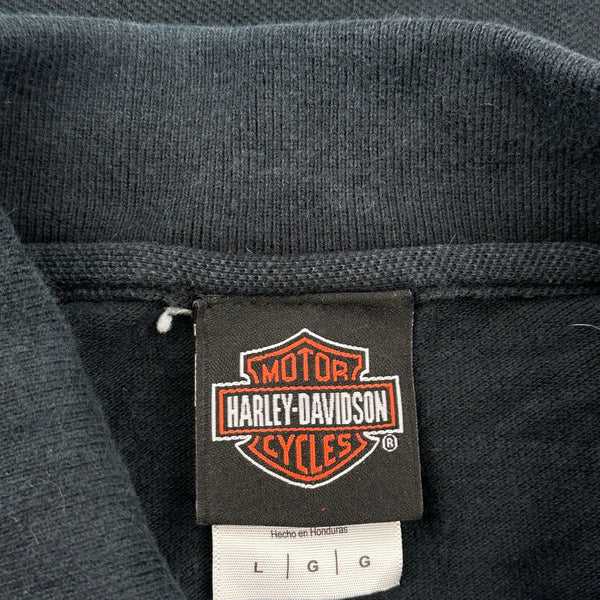 MOTOR
HARLEY-DAVIDSON
CYCLES ®
Hecho en Honduras
L | G | G